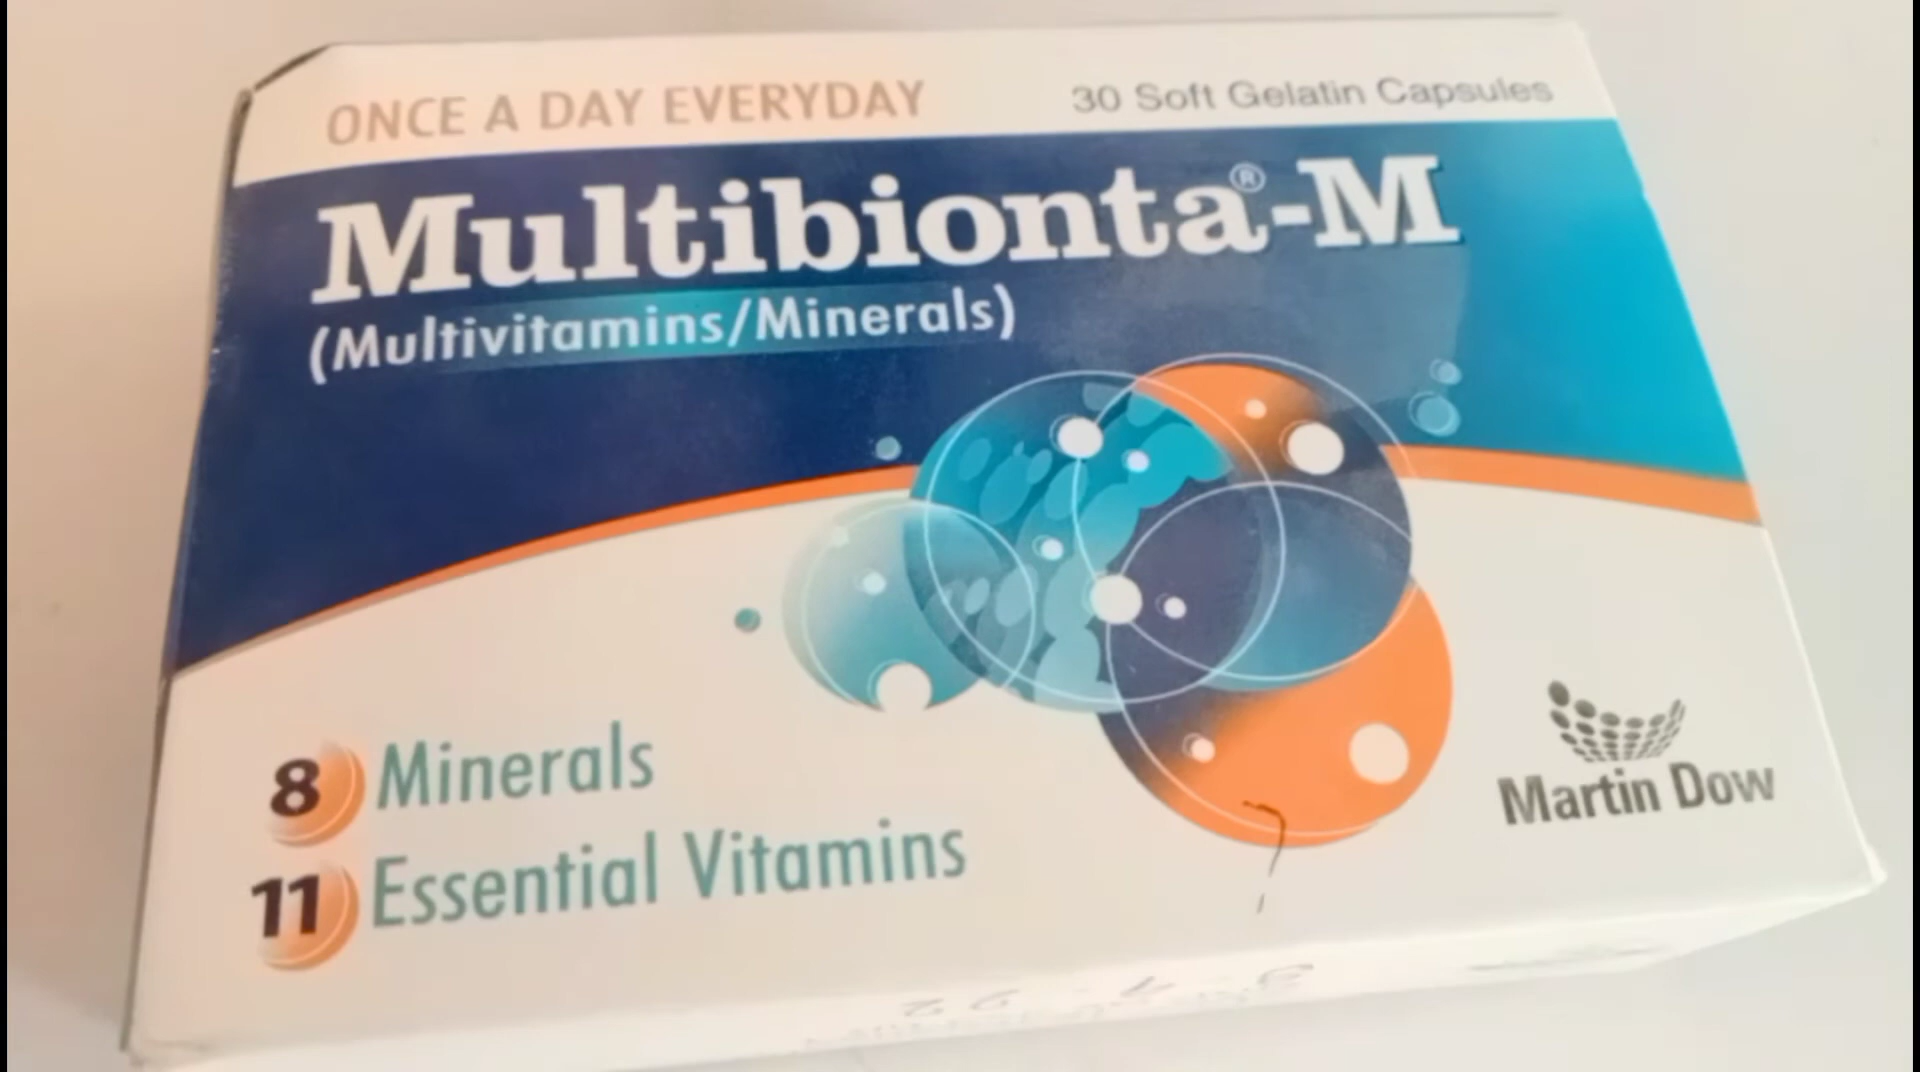 ONCE A DAY EVERYDAY
30 Soft Gelatin Capsules
Multibionta®-M
(Multivitamins/Minerals)
8 Minerals
11 Essential Vitamins
Martin Dow
?